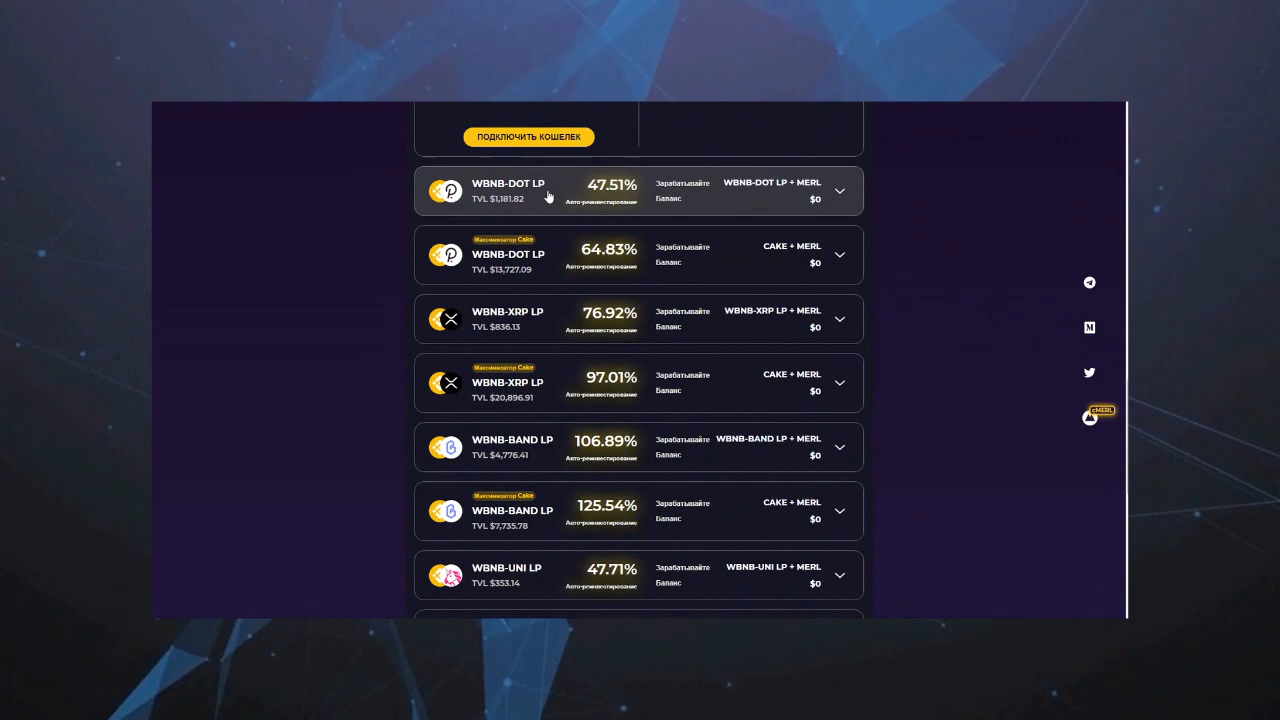 ПОДКЛЮЧИТЬ КОШЕЛЕК
WBNB-DOT LP 47.51% Зарабатывайте WBNB-DOT LP + MERL
TVL $1,181.82 Авто-реинвестирование Баланс $0
Максимизатор Cake
WBNB-DOT LP 64.83% Зарабатывайте CAKE + MERL
TVL $13,727.09 Авто-реинвестирование Баланс $0
WBNB-XRP LP 76.92% Зарабатывайте WBNB-XRP LP + MERL
TVL $836.13 Авто-реинвестирование Баланс $0
Максимизатор Cake
WBNB-XRP LP 97.01% Зарабатывайте CAKE + MERL
TVL $20,896.91 Авто-реинвестирование Баланс $0
cMERL
WBNB-BAND LP 106.89% Зарабатывайте WBNB-BAND LP + MERL
TVL $4,776.41 Авто-реинвестирование Баланс $0
Максимизатор Cake
WBNB-BAND LP 125.54% Зарабатывайте CAKE + MERL
TVL $7,735.78 Авто-реинвестирование Баланс $0
WBNB-UNI LP 47.71% Зарабатывайте WBNB-UNI LP + MERL
TVL $353.14 Авто-реинвестирование Баланс $0